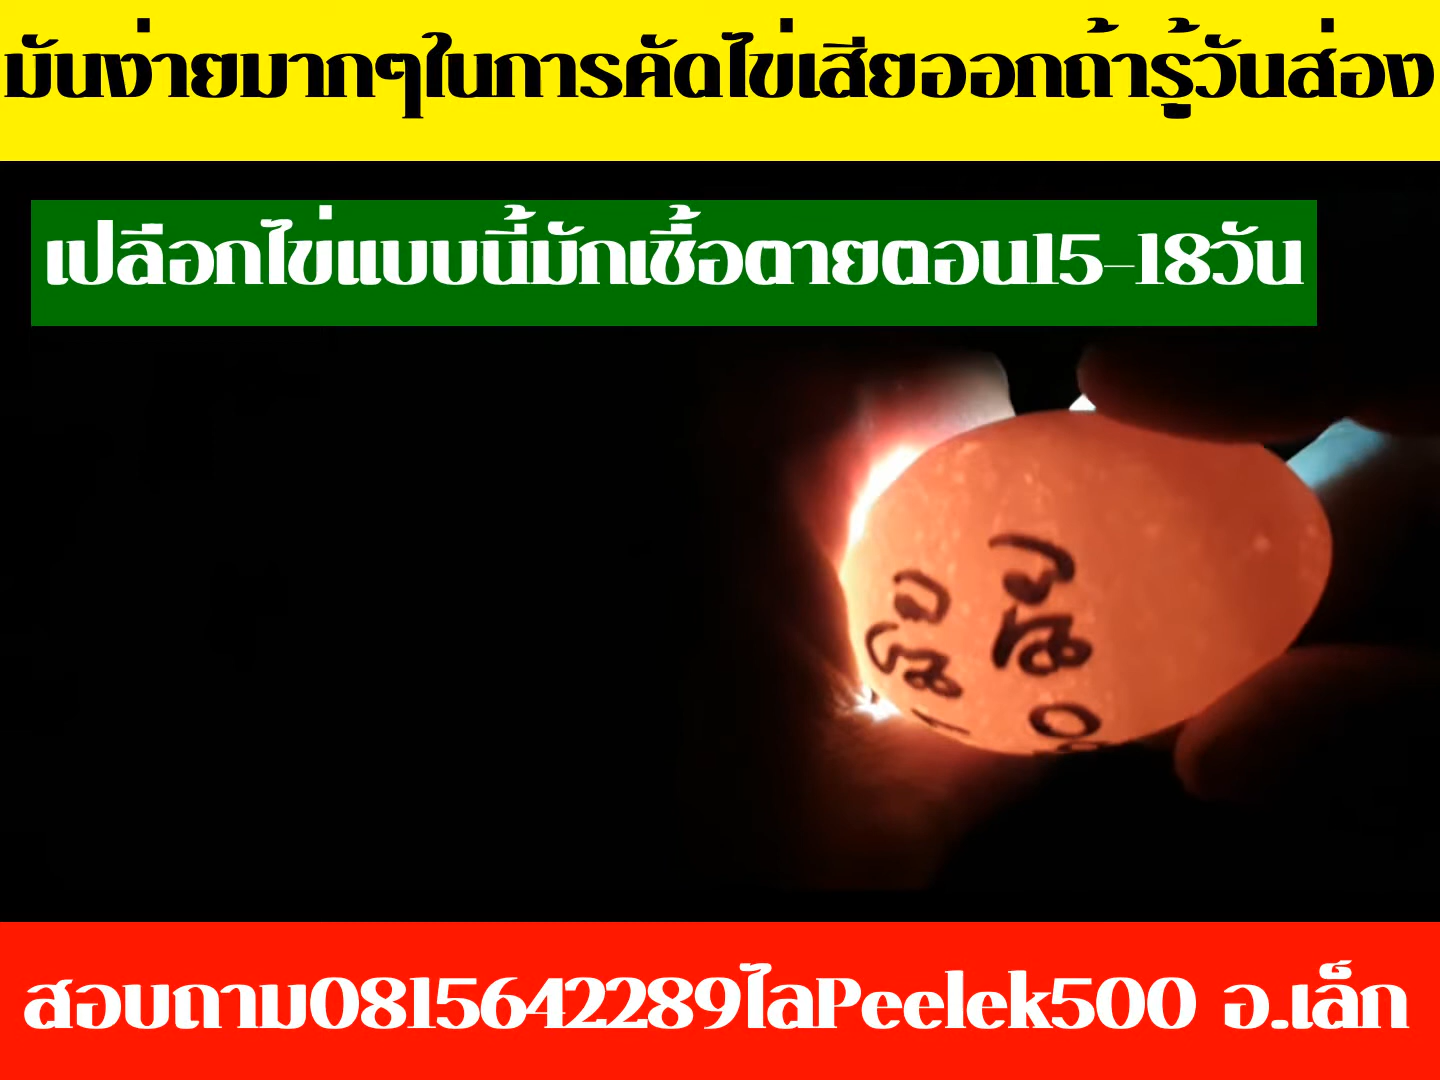 มันง่ายมากๆในการคัดไข่เสียออกถ้ารู้วันส่อง
เปลือกไข่แบบนี้มักเชื้อตายตอน15-18วัน
สอบถาม0815642289ไลPeelek500 อ.เล็ก